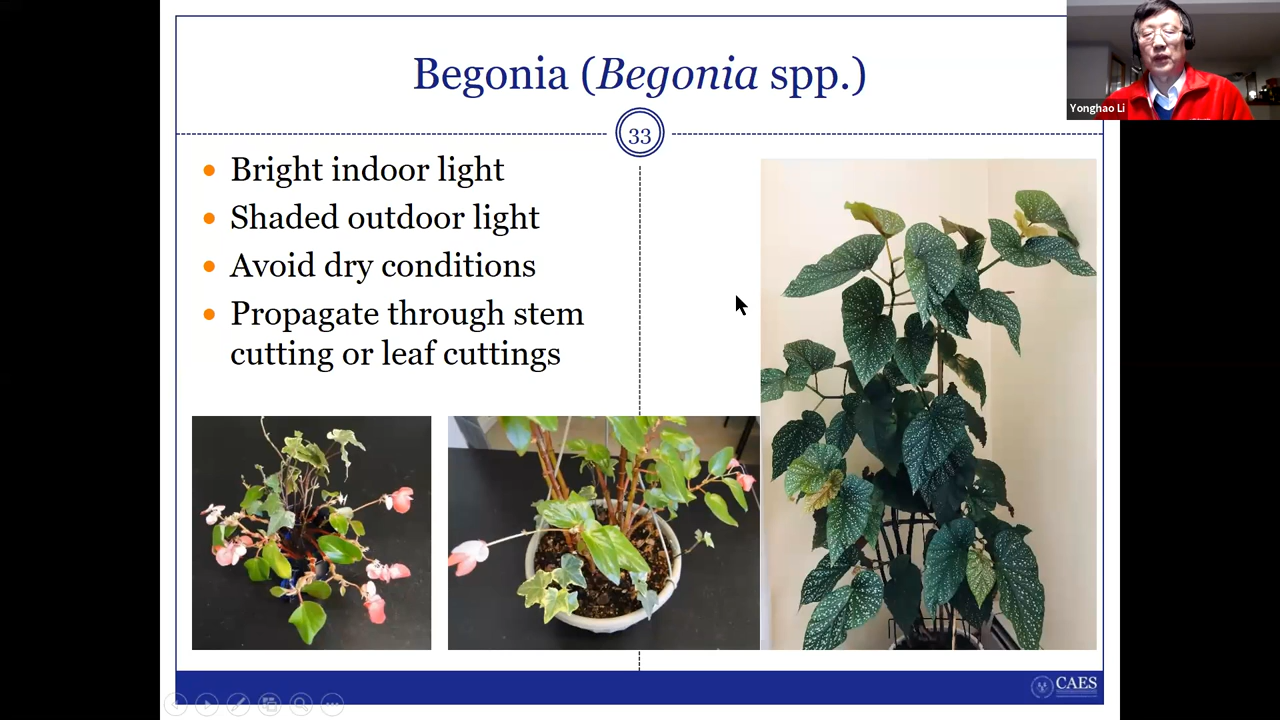 Begonia (Begonia spp.)
33
Yonghao Li
Bright indoor light
Shaded outdoor light
Avoid dry conditions
Propagate through stem
cutting or leaf cuttings
CAES